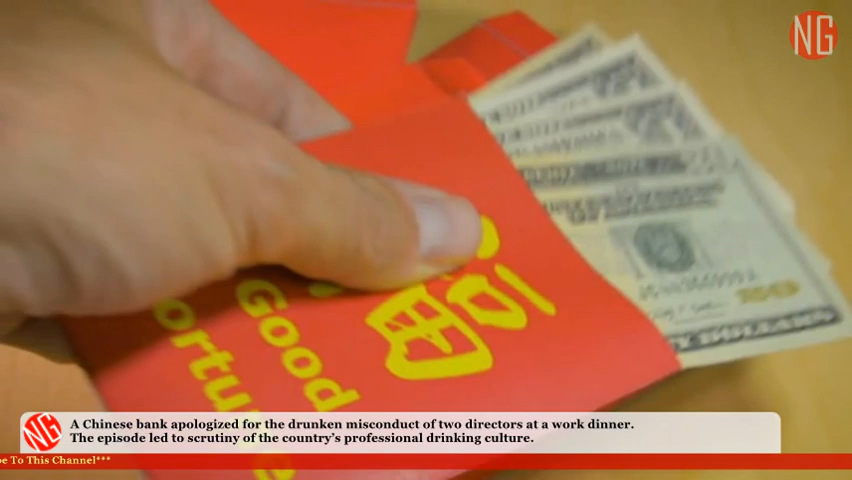 NG
Good
NG
A Chinese bank apologized for the drunken misconduct of two directors at a work dinner.
The episode led to scrutiny of the country's professional drinking culture.
To This Channel***